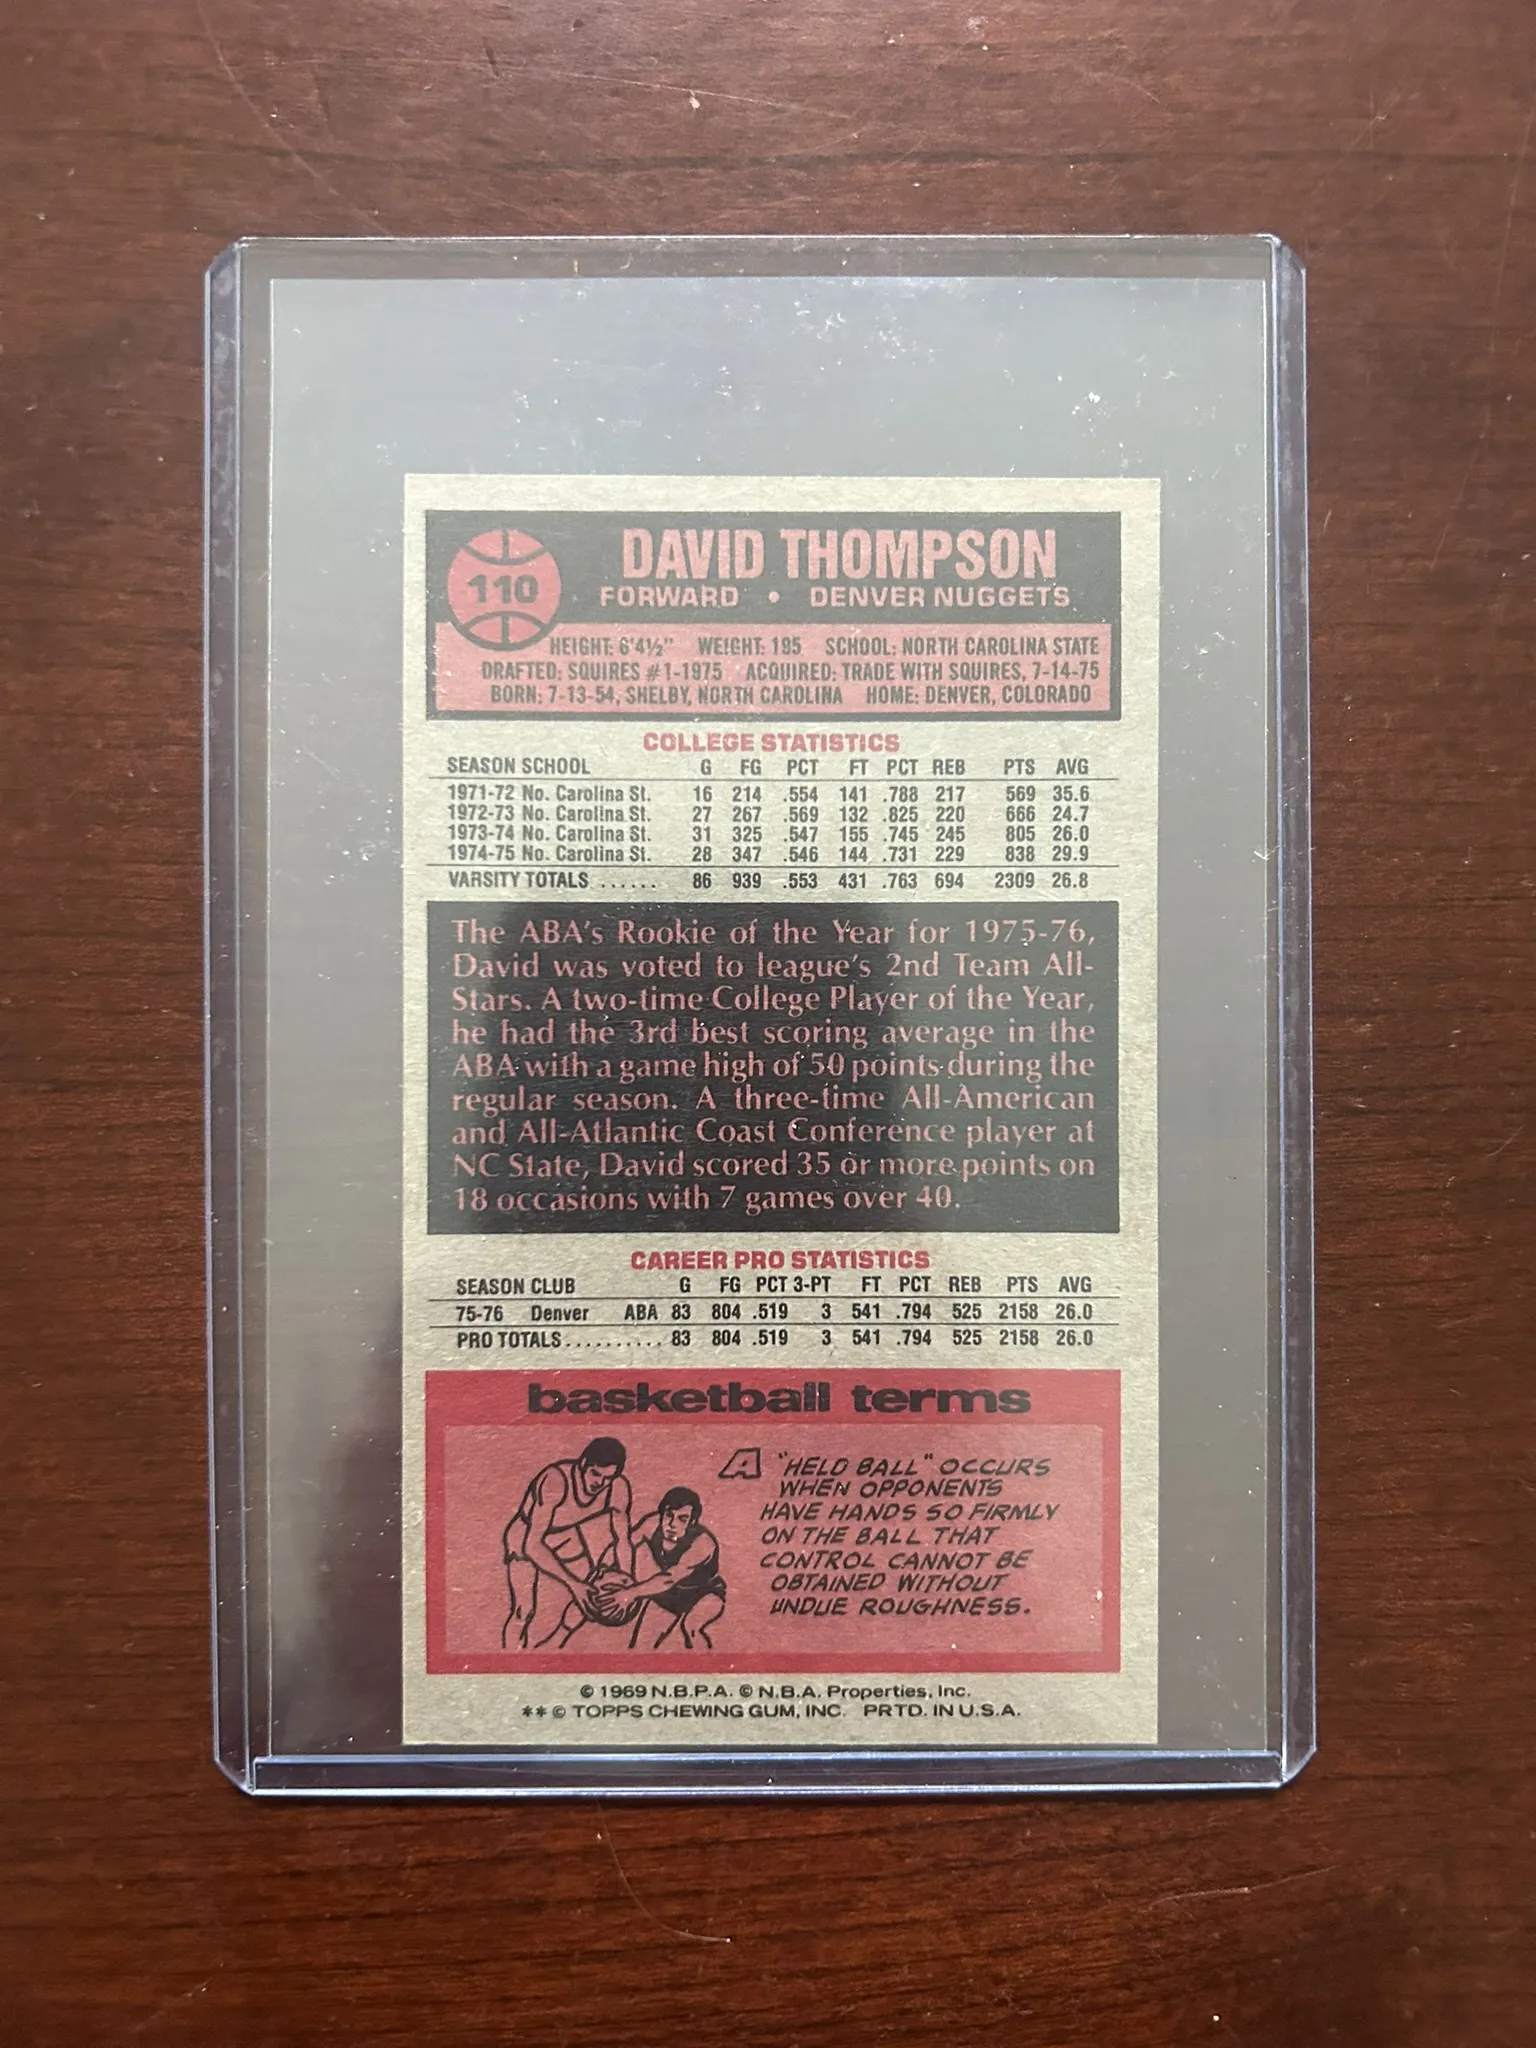 110
DAVID THOMPSON
FORWARD • DENVER NUGGETS
HEIGHT: 6'4½" WEIGHT: 195 SCHOOL: NORTH CAROLINA STATE
DRAFTED: SQUIRES #1-1975 ACQUIRED: TRADE WITH SQUIRES, 7-14-75
BORN: 7-13-54, SHELBY, NORTH CAROLINA HOME: DENVER, COLORADO
COLLEGE STATISTICS
SEASON SCHOOL G FG PCT FT PCT REB PTS AVG
1971-72 No. Carolina St. 16 214 .554 141 .788 217 569 35.6
1972-73 No. Carolina St. 27 267 .569 132 .825 220 666 24.7
1973-74 No. Carolina St. 31 325 .547 155 .745 245 805 26.0
1974-75 No. Carolina St. 28 347 .546 144 .731 229 838 29.9
VARSITY TOTALS ...... 86 939 .553 431 .763 694 2309 26.8
The ABA's Rookie of the Year for 1975-76,
David was voted to league's 2nd Team All-
Stars. A two-time College Player of the Year,
he had the 3rd best scoring average in the
ABA with a game high of 50 points during the
regular season. A three-time All-American
and All-Atlantic Coast Conference player at
NC State, David scored 35 or more points on
18 occasions with 7 games over 40.
CAREER PRO STATISTICS
SEASON CLUB G FG PCT 3-PT FT PCT REB PTS AVG
75-76 Denver ABA 83 804 .519 3 541 .794 525 2158 26.0
PRO TOTALS.......... 83 804 .519 3 541 .794 525 2158 26.0
basketball terms
A "HELD BALL" OCCURS
WHEN OPPONENTS
HAVE HANDS SO FIRMLY
ON THE BALL THAT
CONTROL CANNOT BE
OBTAINED WITHOUT
UNDUE ROUGHNESS.
© 1969 N.B.P.A. © N.B.A. Properties, Inc.
** © TOPPS CHEWING GUM, INC. PRTD. IN U.S.A.